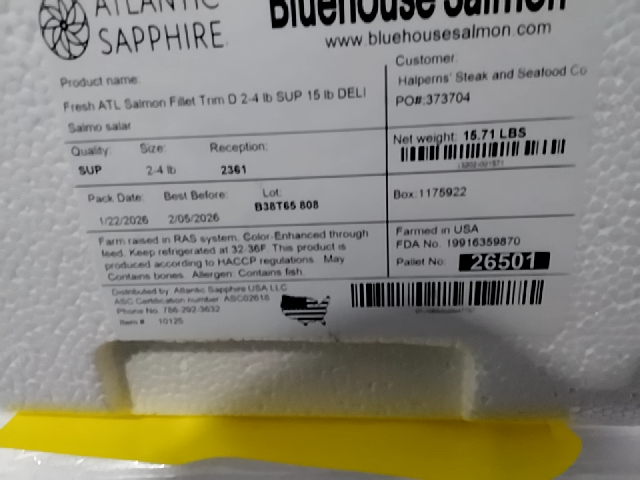 ATLANTIC
SAPPHIRE
Bluehouse Salmon
www.bluehousesalmon.com
Product name:
Fresh ATL Salmon Fillet Trim D 2-4 lb SUP 15 lb DELI
Salmo salar
Customer:
Halperns' Steak and Seafood Co
PO#:373704
Quality: Size: Reception:
SUP 2-4 lb 2361
Net weight: 15.71 LBS
Pack Date: Best Before: Lot:
1/22/2026 2/05/2026 B38T65 808
Box:1175922
Farm raised in RAS system. Color-Enhanced through
feed. Keep refrigerated at 32-36F. This product is
produced according to HACCP regulations. May
Contains bones. Allergen: Contains fish.
Farmed in USA
FDA No. 19916359870
Pallet No: 26501
Distributed by: Atlantic Sapphire USA LLC
ASC Certification number: ASC02618
Phone No: 786-292-3632
Item # 10125